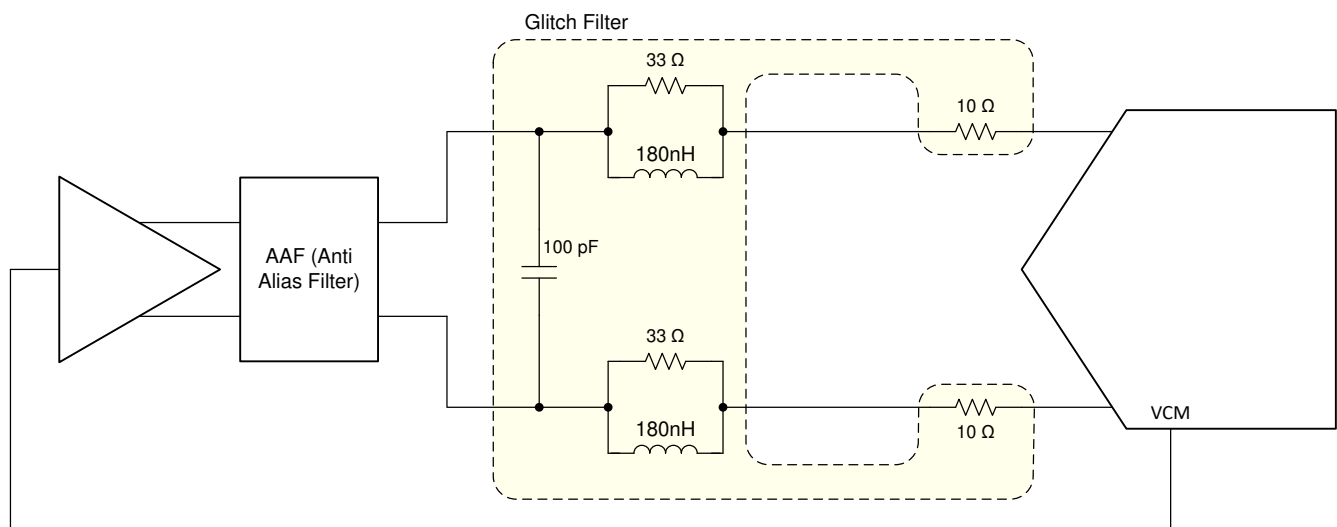 Glitch Filter
33 Ω
10 Ω
180nH
AAF (Anti
Alias Filter)
100 pF
33 Ω
180nH
10 Ω
VCM